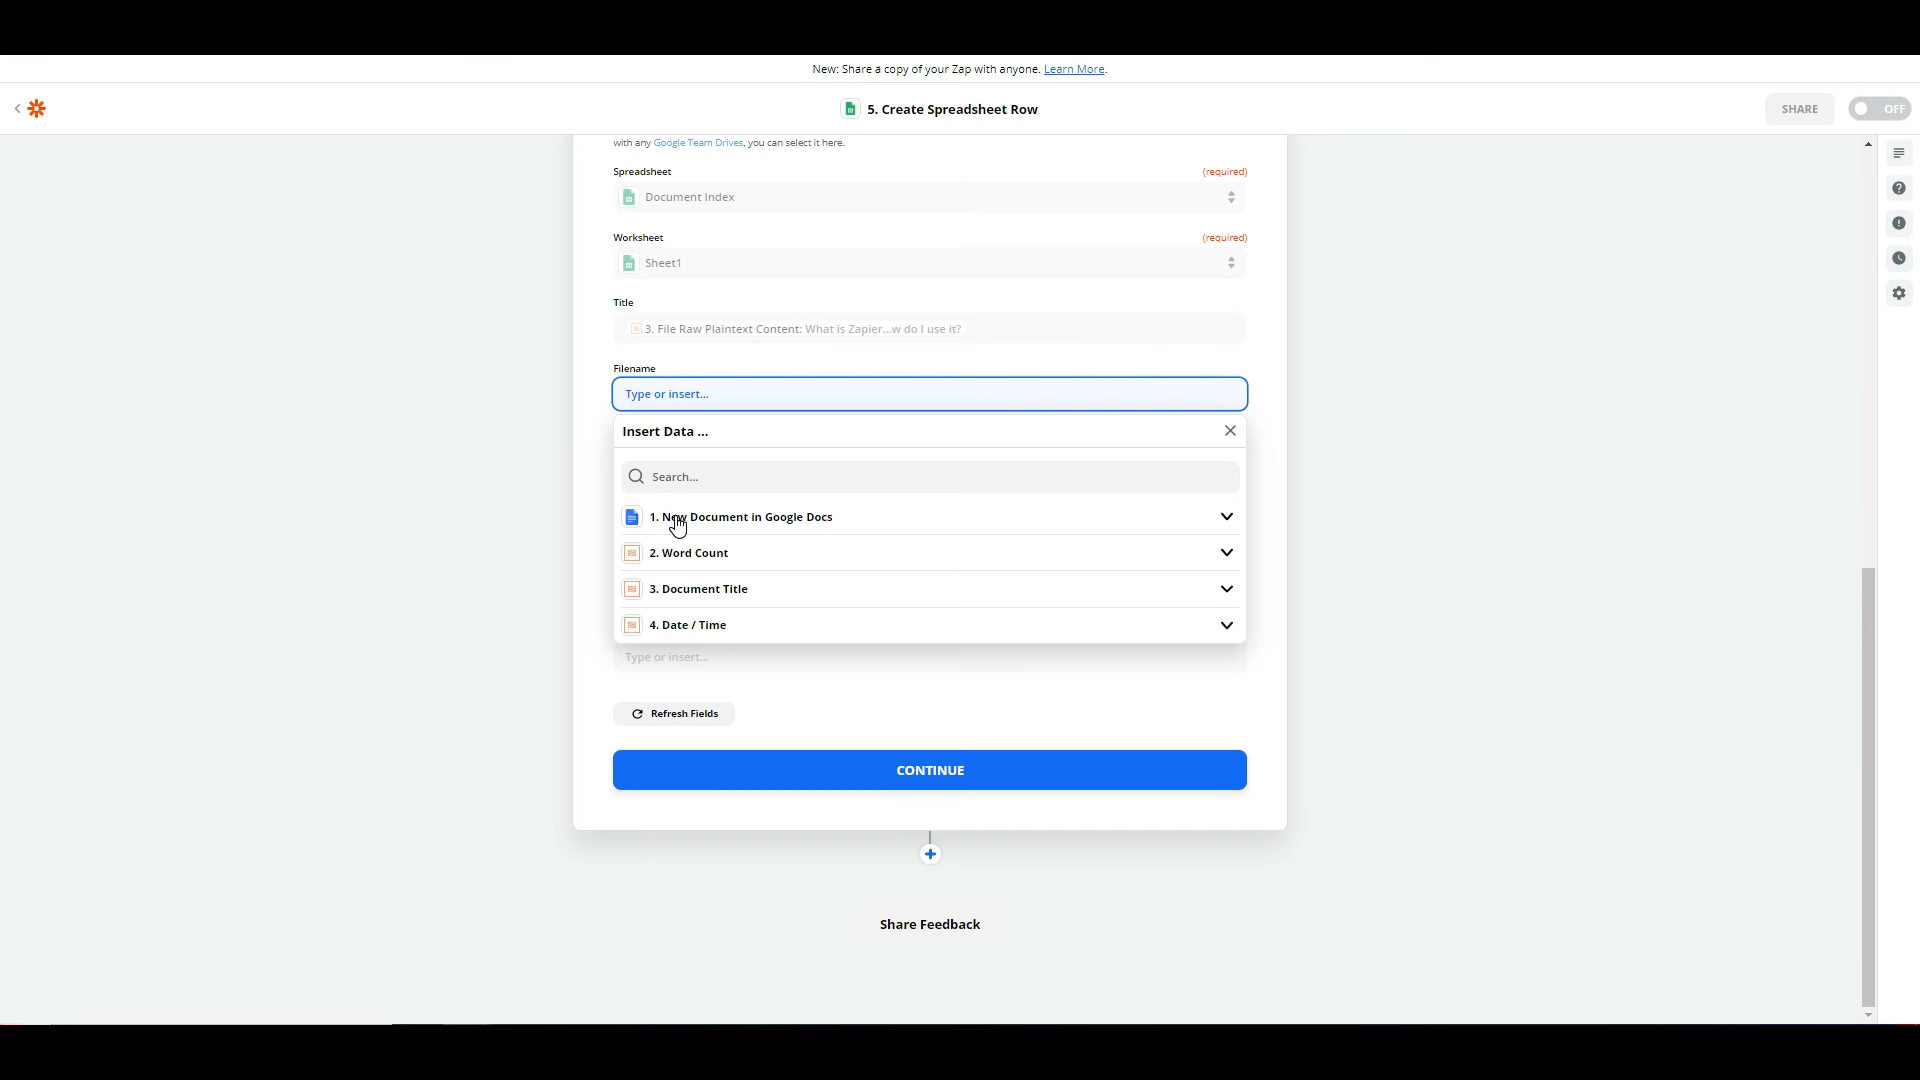 New: Share a copy of your Zap with anyone. Learn More.
5. Create Spreadsheet Row
SHARE
OFF
with any Google Team Drives, you can select it here.
Spreadsheet (required)
Document Index
Worksheet (required)
Sheet1
Title
3. File Raw Plaintext Content: What is Zapier...w do I use it?
Filename
Type or insert...
Insert Data ...
Search...
1. New Document in Google Docs
2. Word Count
3. Document Title
4. Date / Time
Type or insert...
Refresh Fields
CONTINUE
Share Feedback